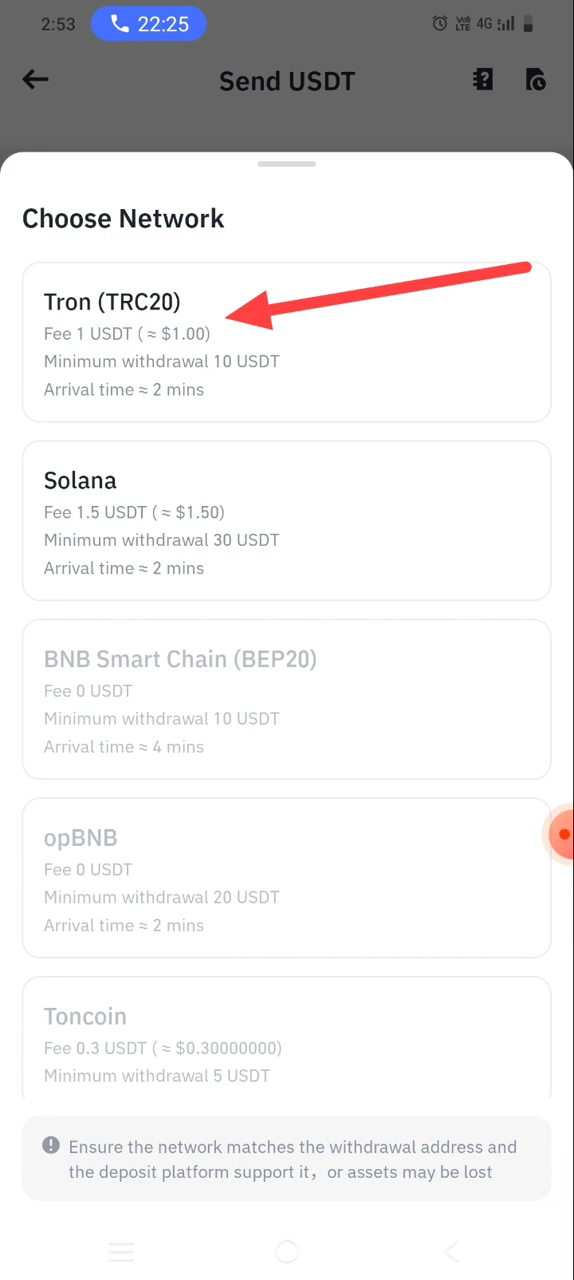 2:53 22:25 Vo) LTE 4G
Send USDT
Choose Network
Tron (TRC20)
Fee 1 USDT ( ≈ $1.00)
Minimum withdrawal 10 USDT
Arrival time ≈ 2 mins
Solana
Fee 1.5 USDT ( ≈ $1.50)
Minimum withdrawal 30 USDT
Arrival time ≈ 2 mins
BNB Smart Chain (BEP20)
Fee 0 USDT
Minimum withdrawal 10 USDT
Arrival time ≈ 4 mins
opBNB
Fee 0 USDT
Minimum withdrawal 20 USDT
Arrival time ≈ 2 mins
Toncoin
Fee 0.3 USDT ( ≈ $0.30000000)
Minimum withdrawal 5 USDT
Ensure the network matches the withdrawal address and
the deposit platform support it，or assets may be lost